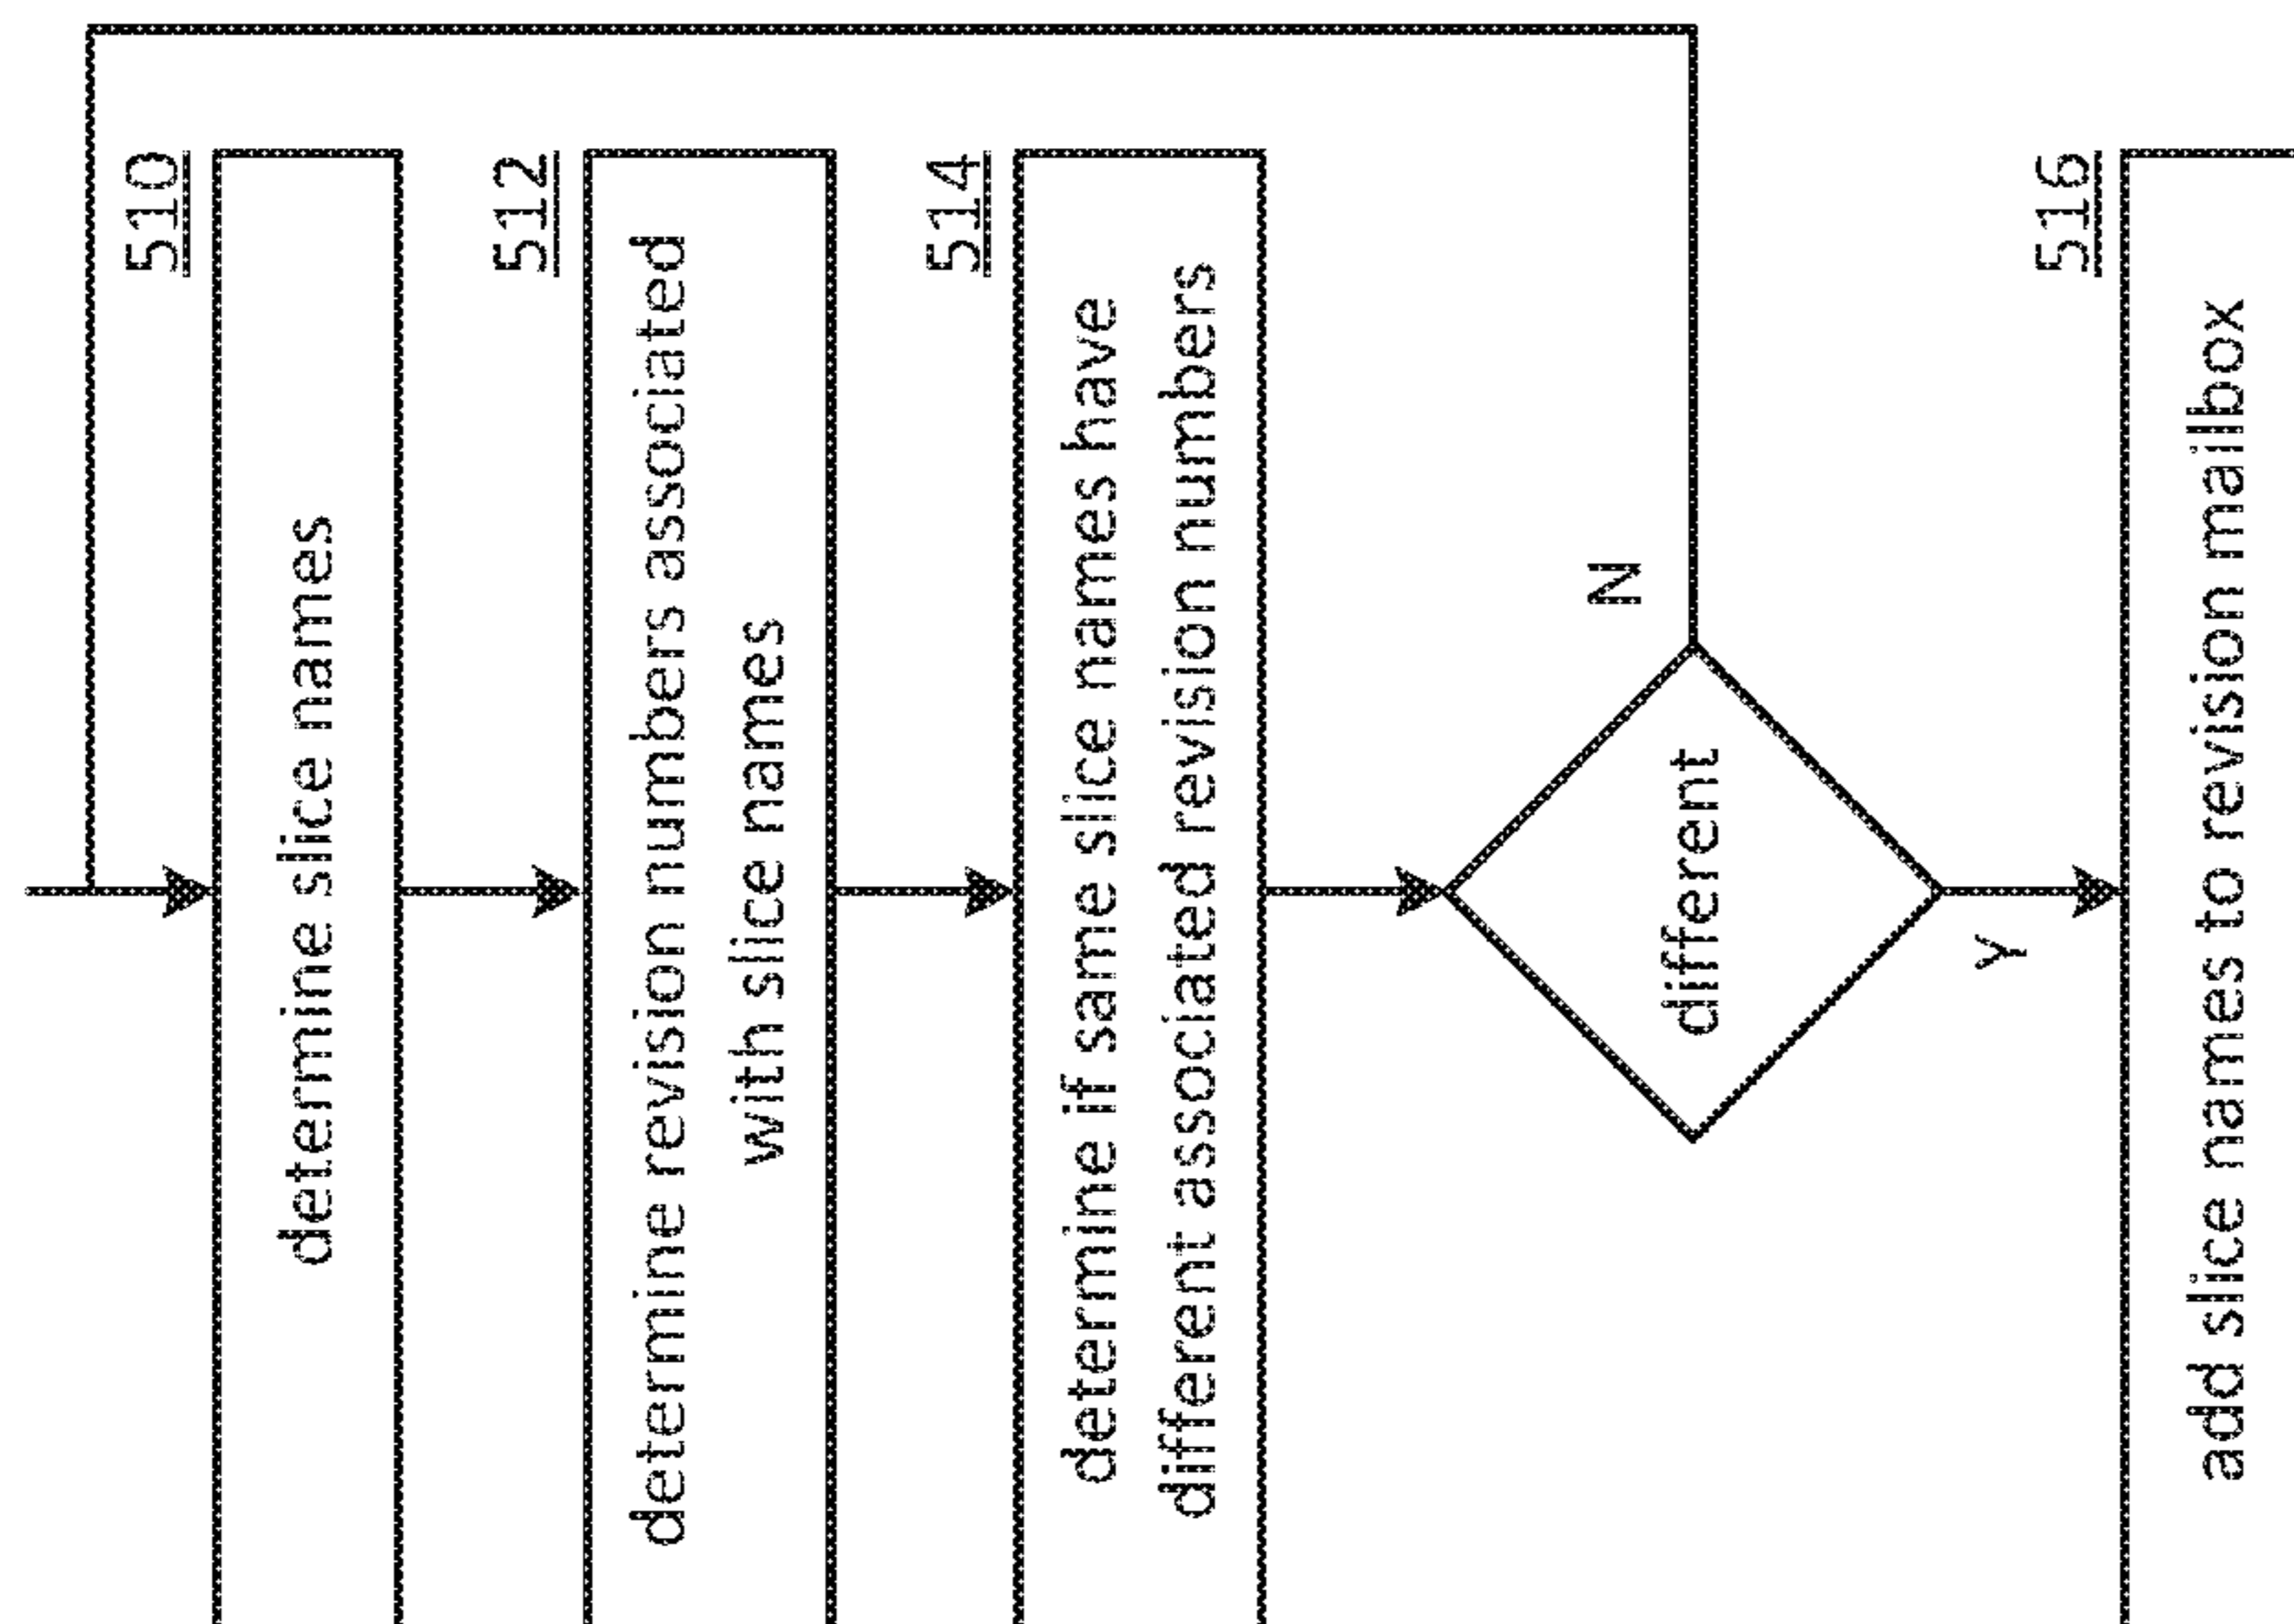 510
determine slice names
512
determine revision numbers associated
with slice names
514
determine if same slice names have
different associated revision numbers
different
N
Y
516
add slice names to revision mailbox